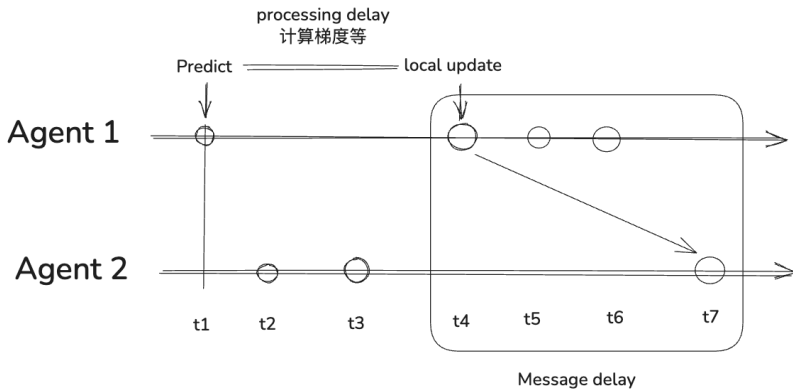 processing delay
计算梯度等
Predict
local update
Agent 1
Agent 2
t1
t2
t3
t4
t5
t6
t7
Message delay